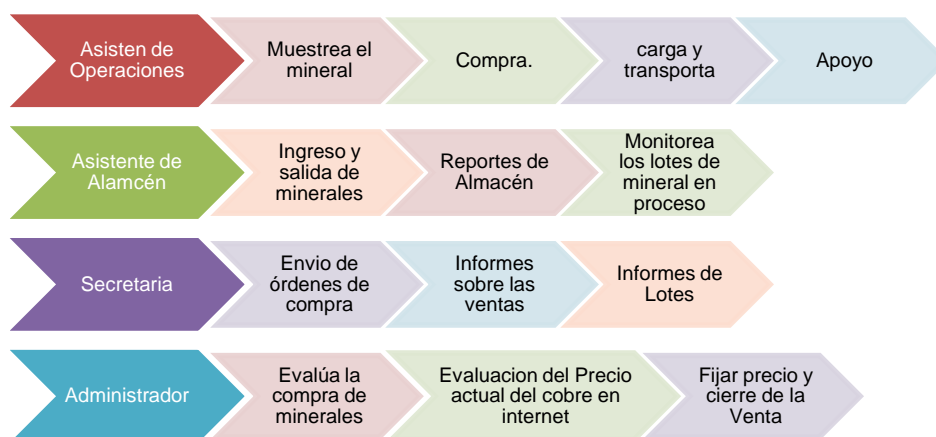 Asisten de
Operaciones
Muestrea el
mineral
Compra.
carga y
transporta
Apoyo
Asistente de
Alamcén
Ingreso y
salida de
minerales
Reportes de
Almacén
Monitorea
los lotes de
mineral en
proceso
Secretaria
Envio de
órdenes de
compra
Informes
sobre las
ventas
Informes de
Lotes
Administrador
Evalúa la
compra de
minerales
Evaluacion del Precio
actual del cobre en
internet
Fijar precio y
cierre de la
Venta